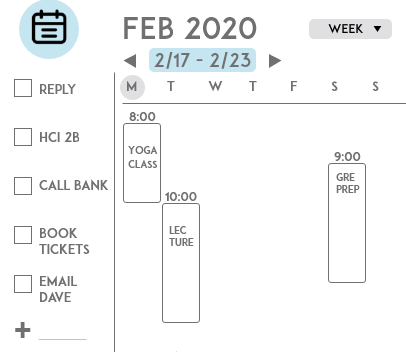 FEB 2020
WEEK
2/17 - 2/23
M T W T F S S
REPLY
HCI 2B
CALL BANK
BOOK
TICKETS
EMAIL
DAVE
+
8:00
YOGA
CLASS
10:00
LEC
TURE
9:00
GRE
PREP